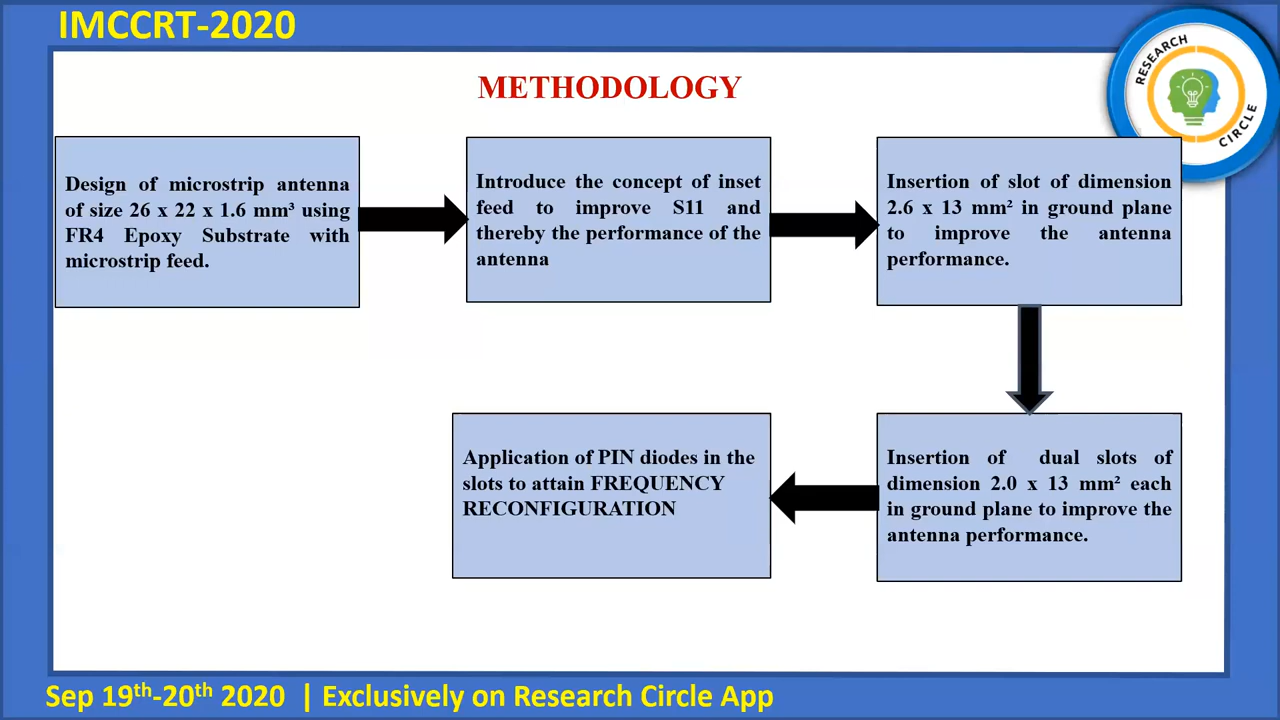 IMCCRT-2020
RESEARCH
CIRCLE
METHODOLOGY
Design of microstrip antenna
of size 26 x 22 x 1.6 mm³ using
FR4 Epoxy Substrate with
microstrip feed.
Introduce the concept of inset
feed to improve S11 and
thereby the performance of the
antenna
Insertion of slot of dimension
2.6 x 13 mm² in ground plane
to improve the antenna
performance.
Insertion of dual slots of
dimension 2.0 x 13 mm² each
in ground plane to improve the
antenna performance.
Application of PIN diodes in the
slots to attain FREQUENCY
RECONFIGURATION
Sep 19th-20th 2020 | Exclusively on Research Circle App